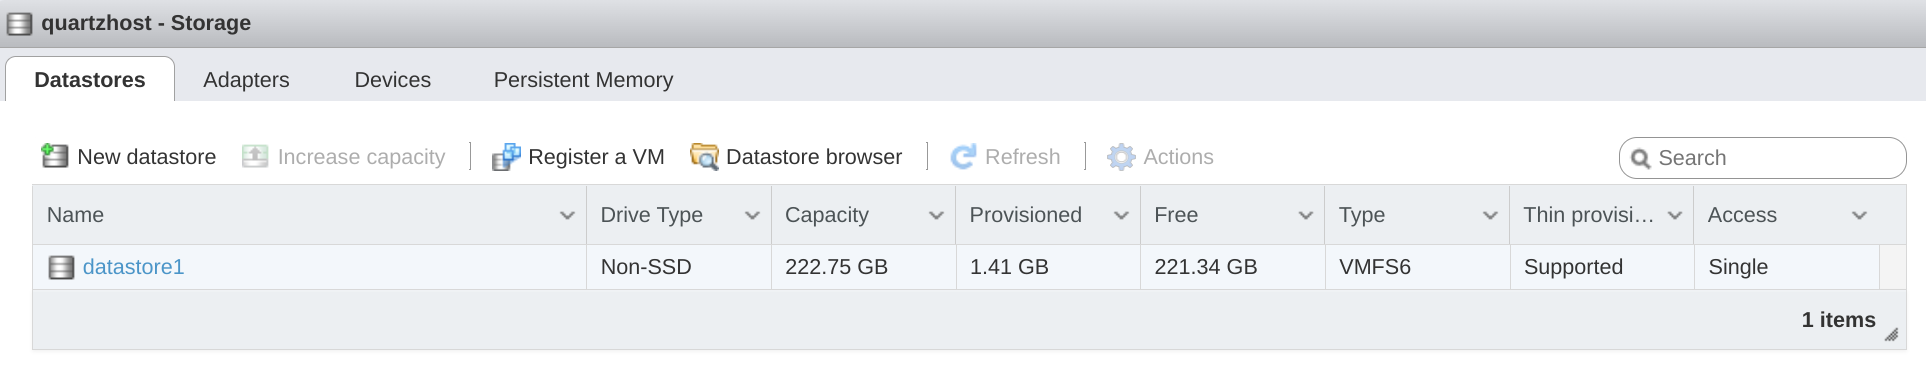 quartzhost - Storage
Datastores Adapters Devices Persistent Memory
New datastore Increase capacity Register a VM Datastore browser Refresh Actions Search
Name Drive Type Capacity Provisioned Free Type Thin provisi... Access
datastore1 Non-SSD 222.75 GB 1.41 GB 221.34 GB VMFS6 Supported Single
1 items